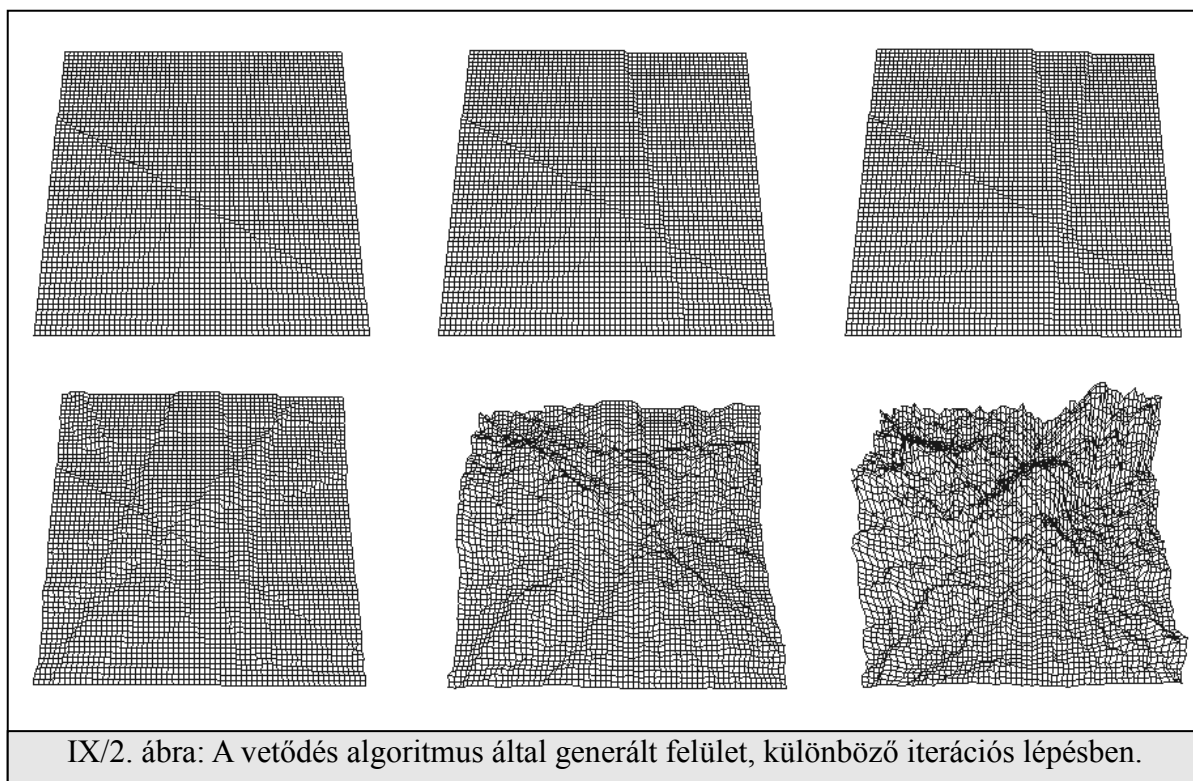 IX/2. ábra: A vetődés algoritmus által generált felület, különböző iterációs lépésben.